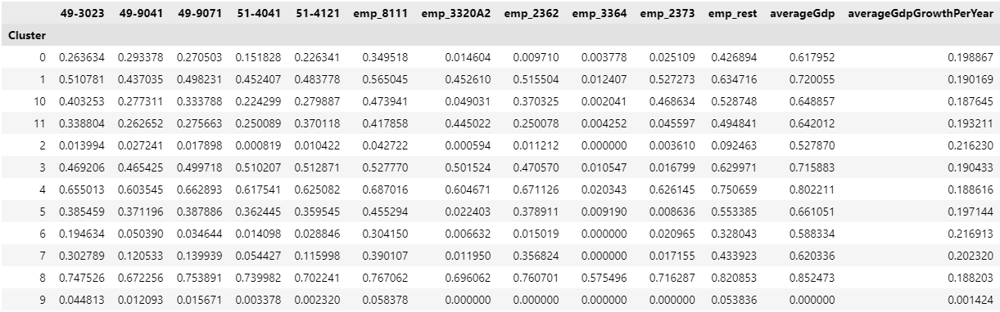 49-3023 49-9041 49-9071 51-4041 51-4121 emp_8111 emp_3320A2 emp_2362 emp_3364 emp_2373 emp_rest averageGdp averageGdpGrowthPerYear
Cluster
0 0.263634 0.293378 0.270503 0.151828 0.226341 0.349518 0.014604 0.009710 0.003778 0.025109 0.426894 0.617952 0.198867
1 0.510781 0.437035 0.498231 0.452407 0.483778 0.565045 0.452610 0.515504 0.012407 0.527273 0.634716 0.720055 0.190169
10 0.403253 0.277311 0.333788 0.224299 0.279887 0.473941 0.049031 0.370325 0.002041 0.468634 0.528748 0.648857 0.187645
11 0.338804 0.262652 0.275663 0.250089 0.370118 0.417858 0.445022 0.250078 0.004252 0.045597 0.494841 0.642012 0.193211
2 0.013994 0.027241 0.017898 0.000819 0.010422 0.042722 0.000594 0.011212 0.000000 0.003610 0.092463 0.527870 0.216230
3 0.469206 0.465425 0.499718 0.510207 0.512871 0.527770 0.501524 0.470570 0.010547 0.016799 0.629971 0.715883 0.190433
4 0.655013 0.603545 0.662893 0.617541 0.625082 0.687016 0.604671 0.671126 0.020343 0.626145 0.750659 0.802211 0.188616
5 0.385459 0.371196 0.387886 0.362445 0.359545 0.455294 0.022403 0.378911 0.009190 0.008636 0.553385 0.661051 0.197144
6 0.194634 0.050390 0.034644 0.014098 0.028846 0.304150 0.006632 0.015019 0.000000 0.020965 0.328043 0.588334 0.216913
7 0.302789 0.120533 0.139939 0.054427 0.115998 0.390107 0.011950 0.356824 0.000000 0.017155 0.433923 0.620336 0.202320
8 0.747526 0.672256 0.753891 0.739982 0.702241 0.767062 0.696062 0.760701 0.575496 0.716287 0.820853 0.852473 0.188203
9 0.044813 0.012093 0.015671 0.003378 0.002320 0.058378 0.000000 0.000000 0.000000 0.000000 0.053836 0.000000 0.001424